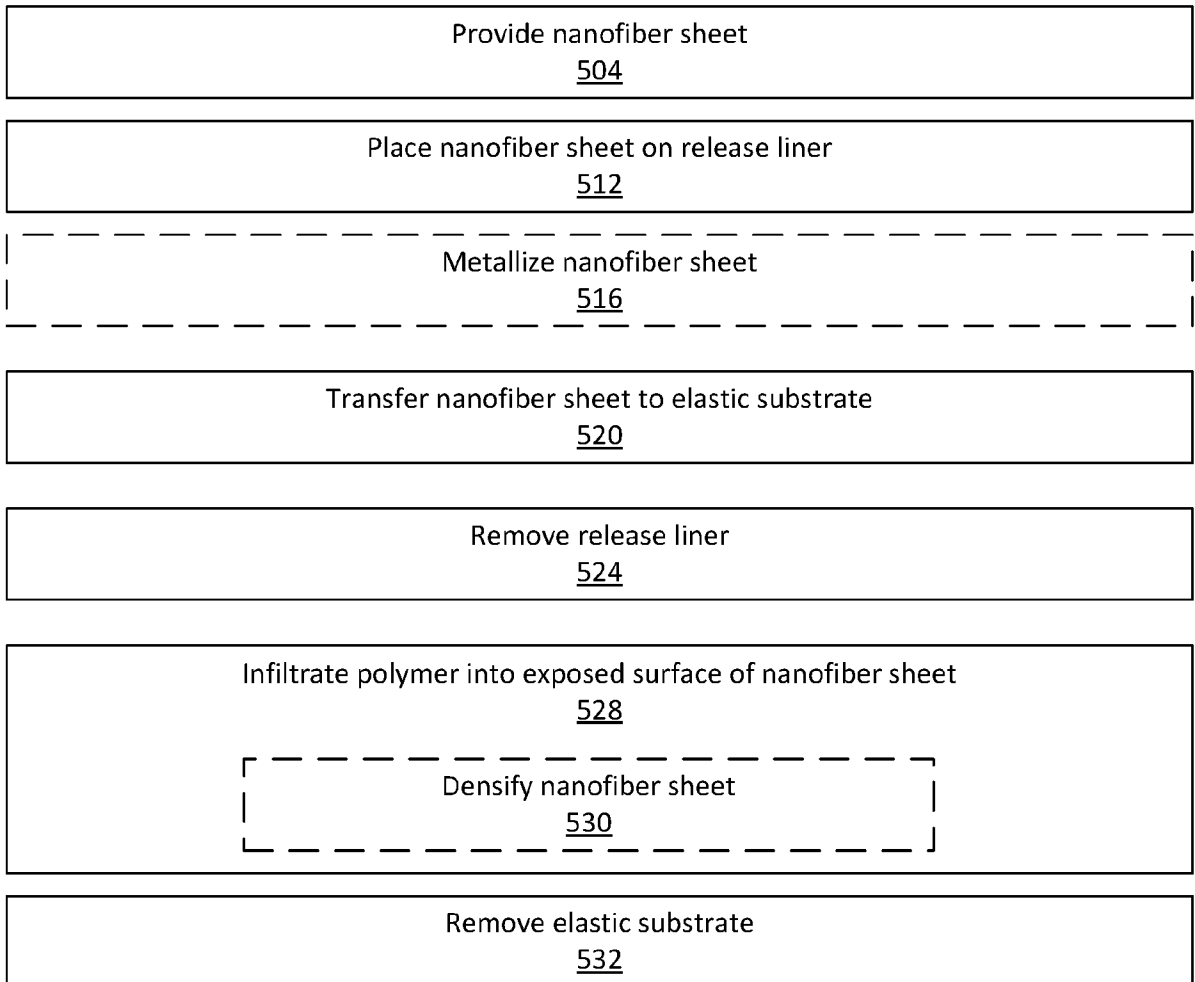 Provide nanofiber sheet
504
Place nanofiber sheet on release liner
512
Metallize nanofiber sheet
516
Transfer nanofiber sheet to elastic substrate
520
Remove release liner
524
Infiltrate polymer into exposed surface of nanofiber sheet
528
Densify nanofiber sheet
530
Remove elastic substrate
532